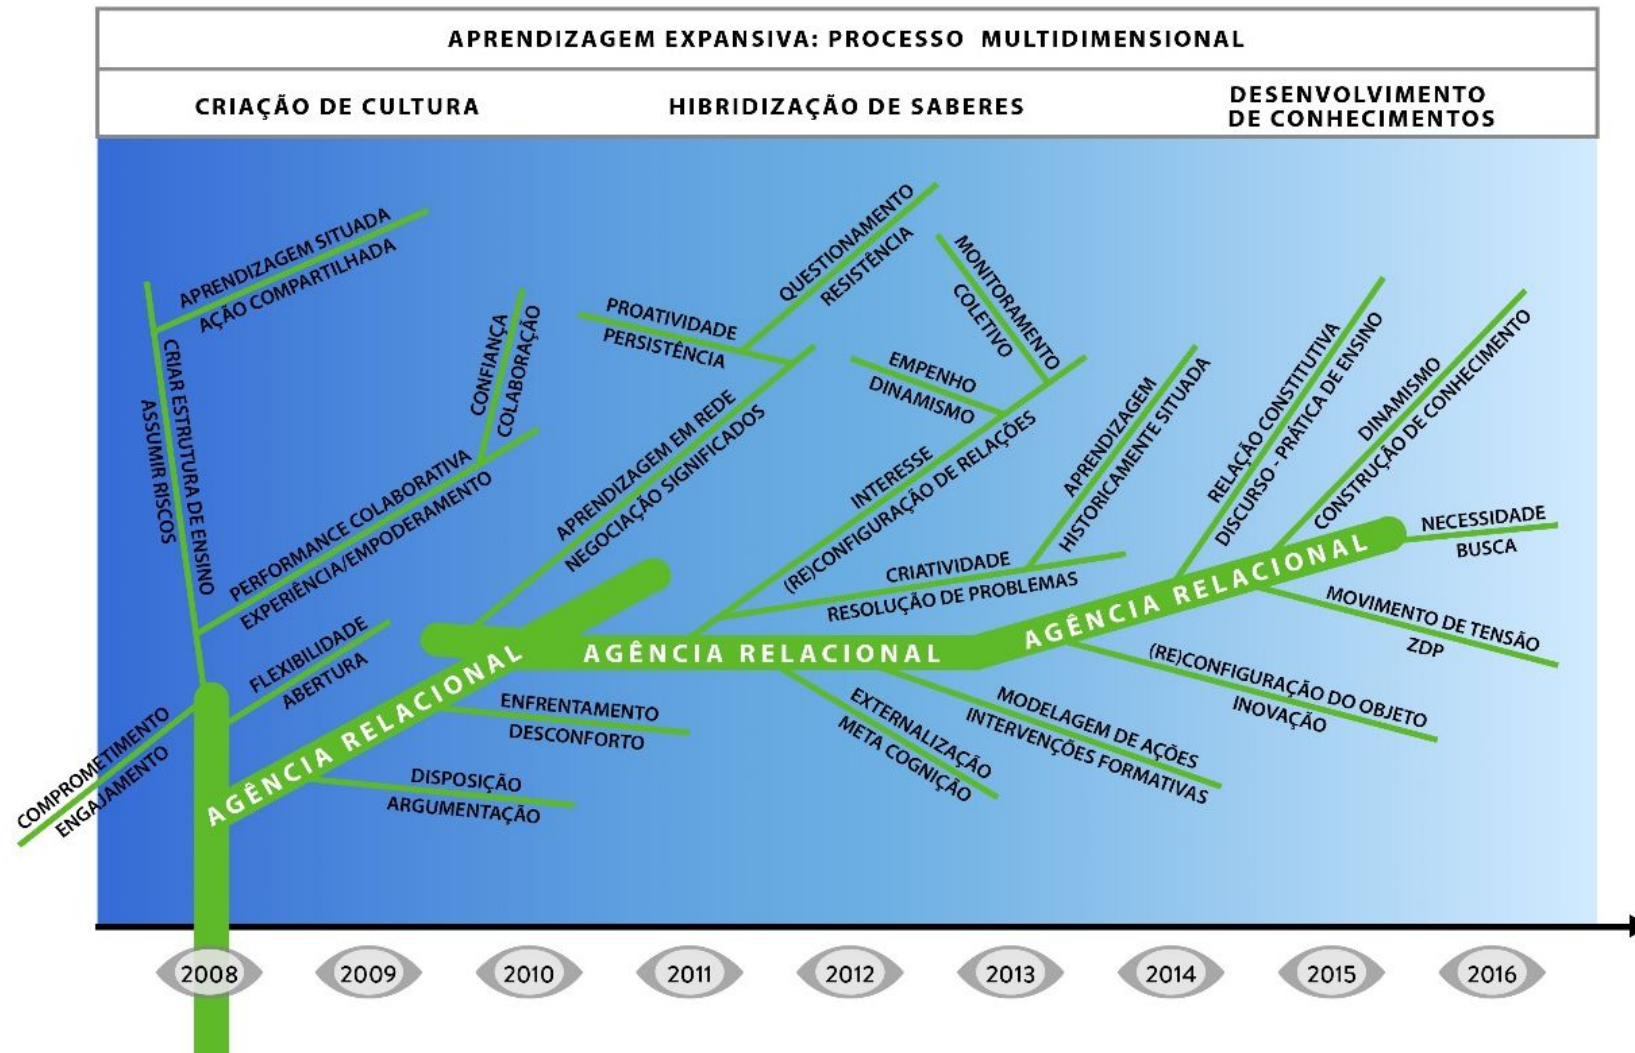 APRENDIZAGEM EXPANSIVA: PROCESSO MULTIDIMENSIONAL
CRIAÇÃO DE CULTURA
HIBRIDIZAÇÃO DE SABERES
DESENVOLVIMENTO
DE CONHECIMENTOS
APRENDIZAGEM SITUADA
AÇÃO COMPARTILHADA
CRIAR ESTRUTURA DE ENSINO
ASSUMIR RISCOS
CONFIANÇA
COLABORAÇÃO
PERFORMANCE COLABORATIVA
EXPERIÊNCIA/EMPODERAMENTO
FLEXIBILIDADE
ABERTURA
COMPROMETIMENTO
ENGAJAMENTO
AGÊNCIA RELACIONAL
ENFRENTAMENTO
DESCONFORTO
DISPOSIÇÃO
ARGUMENTAÇÃO
PROATIVIDADE
PERSISTÊNCIA
QUESTIONAMENTO
RESISTÊNCIA
APRENDIZAGEM EM REDE
NEGOCIAÇÃO SIGNIFICADOS
MONITORAMENTO
COLETIVO
EMPENHO
DINAMISMO
INTERESSE
(RE)CONFIGURAÇÃO DE RELAÇÕES
APRENDIZAGEM
HISTORICAMENTE SITUADA
CRIATIVIDADE
RESOLUÇÃO DE PROBLEMAS
AGÊNCIA RELACIONAL
EXTERNALIZAÇÃO
META COGNIÇÃO
MODELAGEM DE AÇÕES
INTERVENÇÕES FORMATIVAS
RELAÇÃO CONSTITUTIVA
DISCURSO - PRÁTICA DE ENSINO
DINAMISMO
CONSTRUÇÃO DE CONHECIMENTO
AGÊNCIA RELACIONAL
NECESSIDADE
BUSCA
MOVIMENTO DE TENSÃO
ZDP
(RE)CONFIGURAÇÃO DO OBJETO
INOVAÇÃO
2008 2009 2010 2011 2012 2013 2014 2015 2016